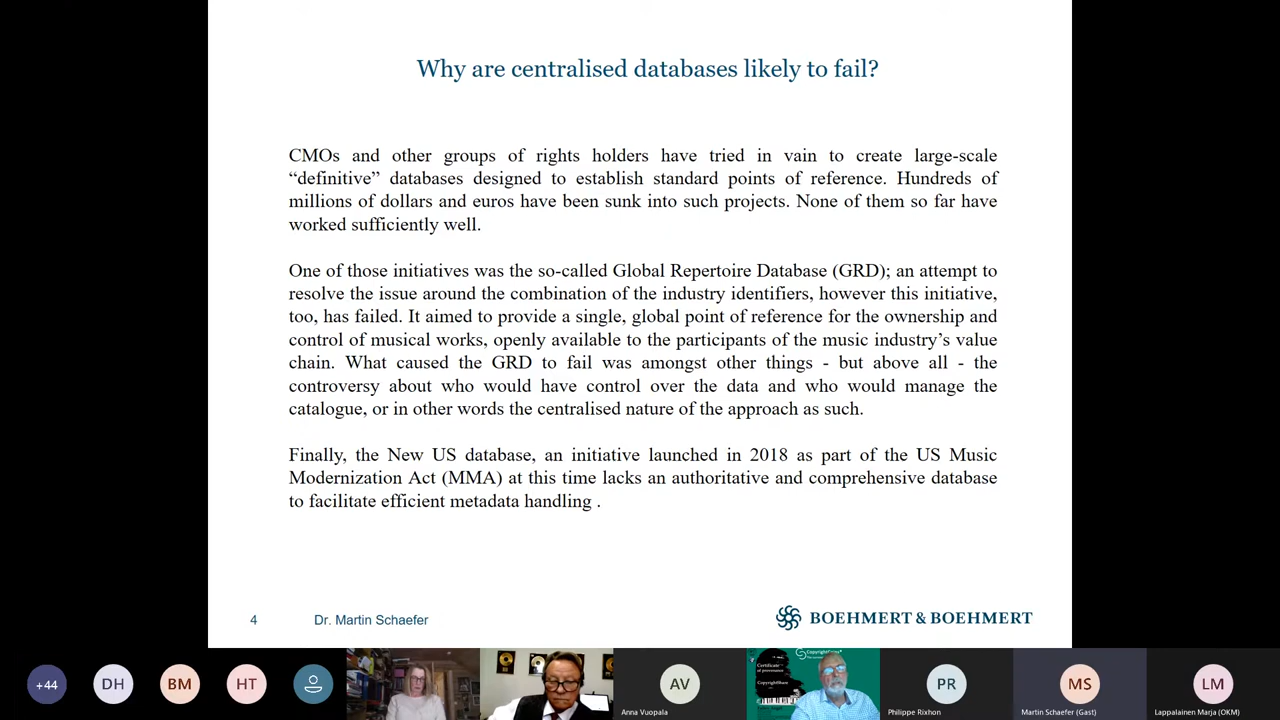 Why are centralised databases likely to fail?
CMOs and other groups of rights holders have tried in vain to create large-scale
“definitive” databases designed to establish standard points of reference. Hundreds of
millions of dollars and euros have been sunk into such projects. None of them so far have
worked sufficiently well.
One of those initiatives was the so-called Global Repertoire Database (GRD); an attempt to
resolve the issue around the combination of the industry identifiers, however this initiative,
too, has failed. It aimed to provide a single, global point of reference for the ownership and
control of musical works, openly available to the participants of the music industry’s value
chain. What caused the GRD to fail was amongst other things - but above all - the
controversy about who would have control over the data and who would manage the
catalogue, or in other words the centralised nature of the approach as such.
Finally, the New US database, an initiative launched in 2018 as part of the US Music
Modernization Act (MMA) at this time lacks an authoritative and comprehensive database
to facilitate efficient metadata handling .
4 Dr. Martin Schaefer BOEHMERT & BOEHMERT
+44 DH BM HT AV PR MS LM
Certificate
of provenance
Anna Vuopala Philippe Rixhon Martin Schaefer (Gast) Lappalainen Marja (OKM)